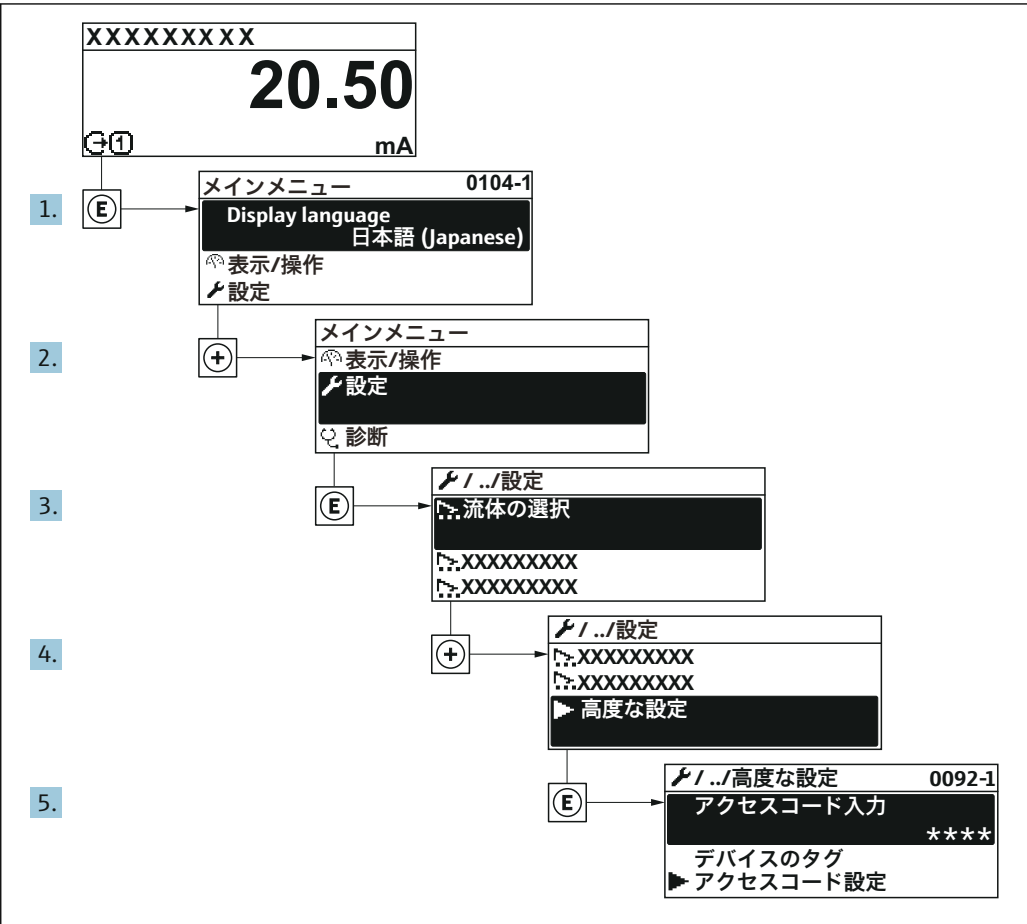 XXXXXXXXX
20.50
mA
1.
E
メインメニュー 0104-1
Display language
日本語 (Japanese)
表示/操作
設定
2.
+
メインメニュー
表示/操作
設定
診断
3.
E
/ ../設定
流体の選択
XXXXXXXXX
XXXXXXXXX
4.
+
/ ../設定
XXXXXXXXX
XXXXXXXXX
高度な設定
5.
E
/ ../高度な設定 0092-1
アクセスコード入力
****
デバイスのタグ
アクセスコード設定